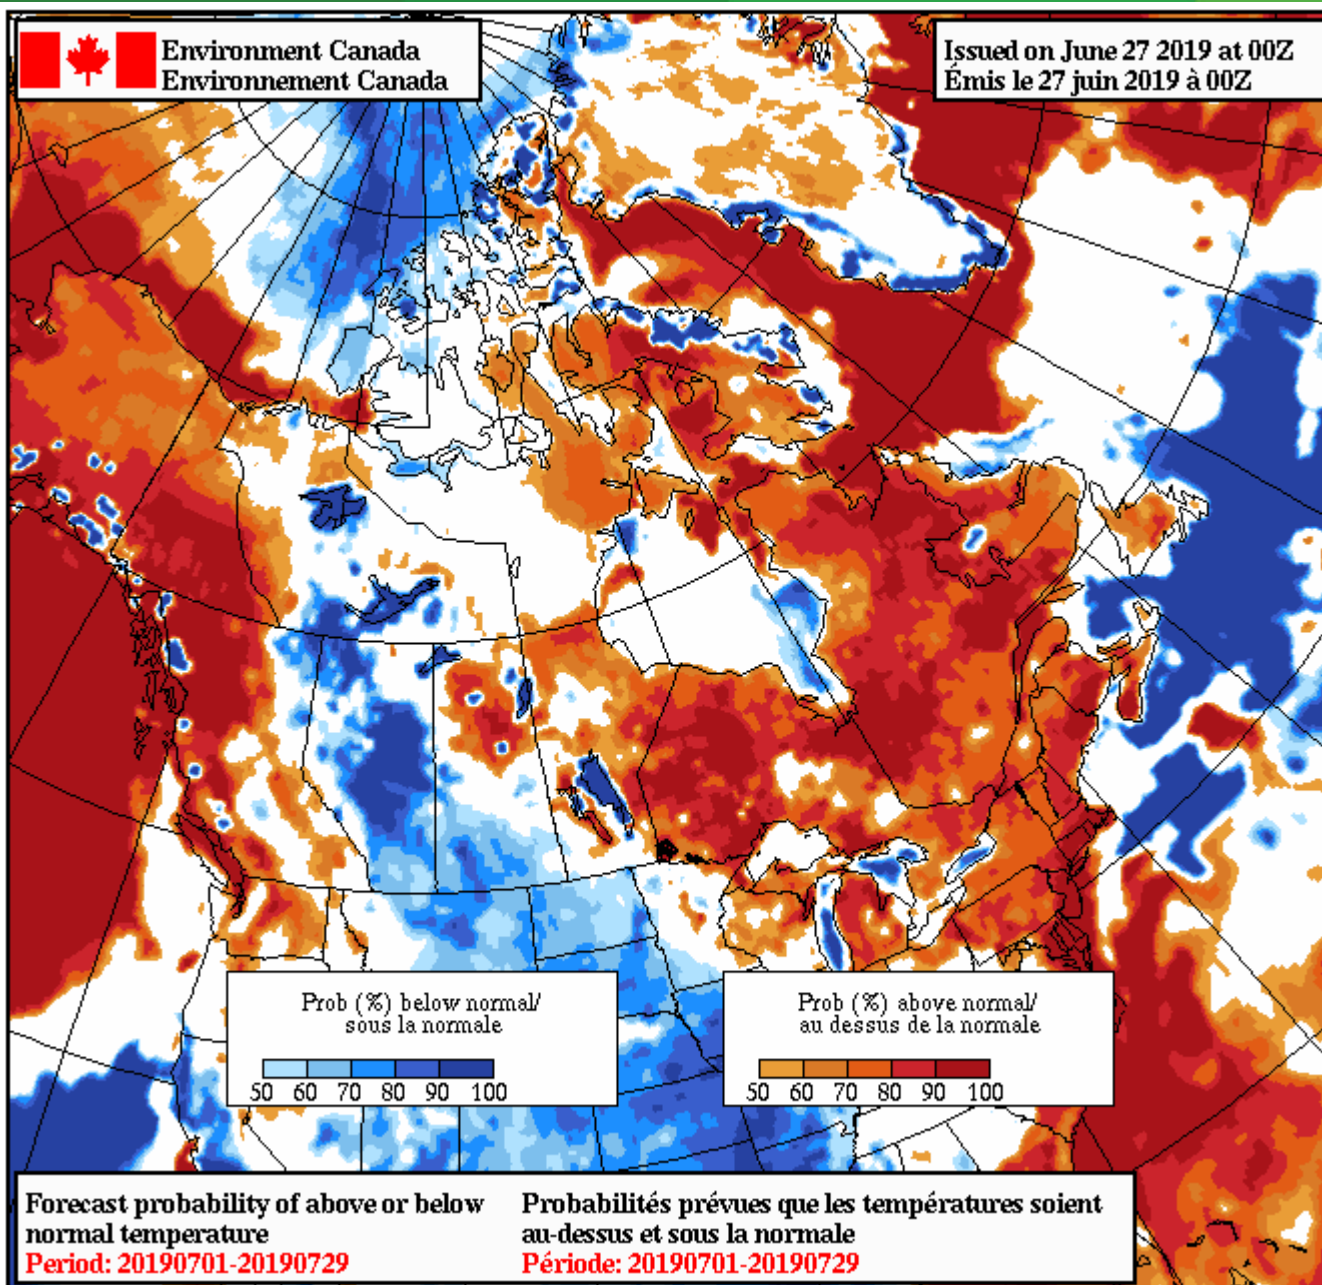 Environment Canada
Environnement Canada
Issued on June 27 2019 at 00Z
Émis le 27 juin 2019 à 00Z
Prob (%) below normal/
sous la normale
50 60 70 80 90 100
Prob (%) above normal/
au dessus de la normale
50 60 70 80 90 100
Forecast probability of above or below
normal temperature
Period: 20190701-20190729
Probabilités prévues que les températures soient
au-dessus et sous la normale
Période: 20190701-20190729